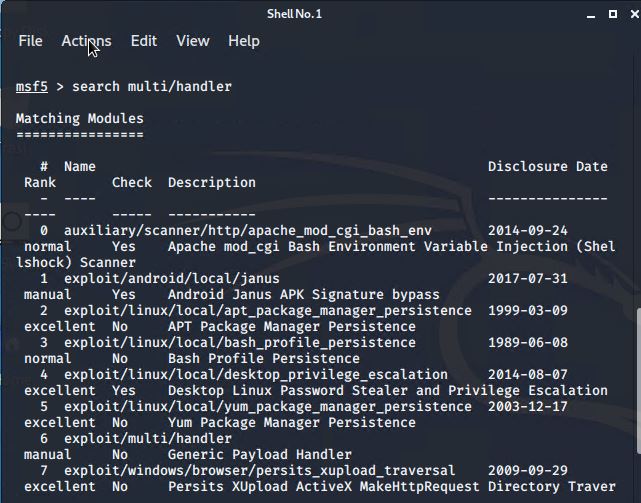 Shell No. 1
File Actions Edit View Help
msf5 > search multi/handler
Matching Modules
================
# Name Disclosure Date
Rank Check Description
- ---- ---------------
---- ----- -----------
0 auxiliary/scanner/http/apache_mod_cgi_bash_env 2014-09-24
normal Yes Apache mod_cgi Bash Environment Variable Injection (Shel
lshock) Scanner
1 exploit/android/local/janus 2017-07-31
manual Yes Android Janus APK Signature bypass
2 exploit/linux/local/apt_package_manager_persistence 1999-03-09
excellent No APT Package Manager Persistence
3 exploit/linux/local/bash_profile_persistence 1989-06-08
normal No Bash Profile Persistence
4 exploit/linux/local/desktop_privilege_escalation 2014-08-07
excellent Yes Desktop Linux Password Stealer and Privilege Escalation
5 exploit/linux/local/yum_package_manager_persistence 2003-12-17
excellent No Yum Package Manager Persistence
6 exploit/multi/handler
manual No Generic Payload Handler
7 exploit/windows/browser/persits_xupload_traversal 2009-09-29
excellent No Persits XUpload ActiveX MakeHttpRequest Directory Traver